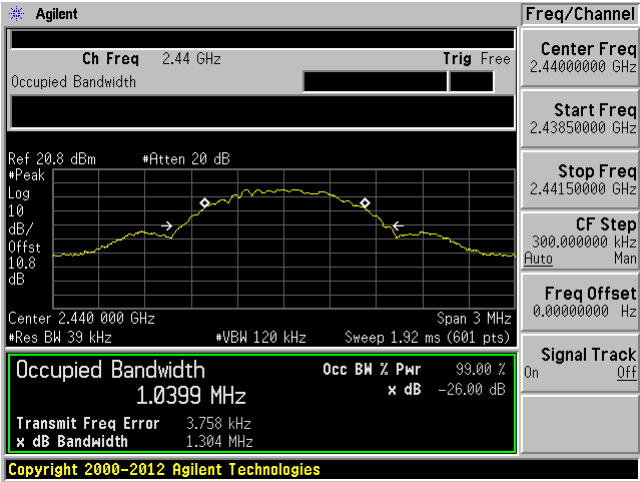 Agilent
Freq/Channel
Ch Freq 2.44 GHz Trig Free
Occupied Bandwidth
Center Freq
2.44000000 GHz
Start Freq
2.43850000 GHz
Stop Freq
2.44150000 GHz
CF Step
300.000000 kHz
Auto Man
Freq Offset
0.00000000 Hz
Signal Track
On Off
Ref 20.8 dBm #Atten 20 dB
#Peak
Log
10
dB/
Offst
10.8
dB
Center 2.440 000 GHz Span 3 MHz
#Res BW 39 kHz #VBW 120 kHz Sweep 1.92 ms (601 pts)
Occupied Bandwidth Occ BW % Pwr 99.00 %
1.0399 MHz x dB -26.00 dB
Transmit Freq Error 3.758 kHz
x dB Bandwidth 1.304 MHz
Copyright 2000-2012 Agilent Technologies